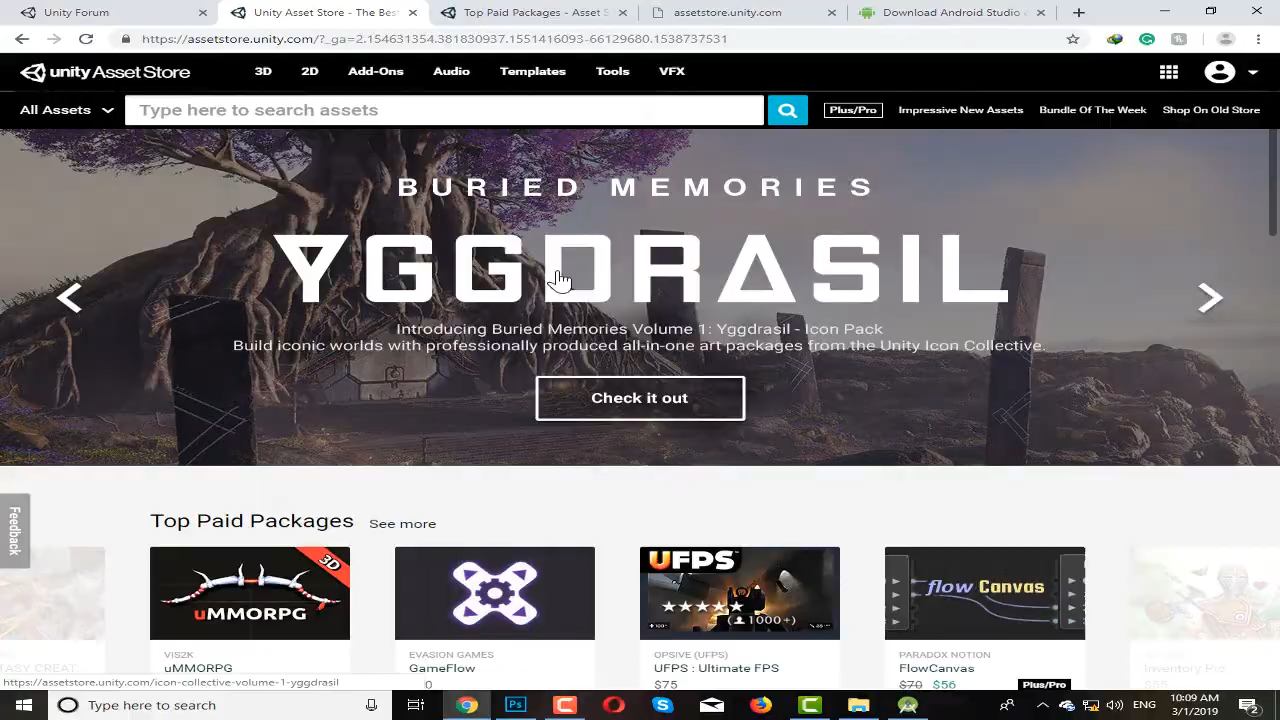 Unity Forum
Unity Asset Store - The Bes
Top Paid Packages - Asset S
assetstore.unity.com
Download Android Studio
https://assetstore.unity.com/?_ga=2.154631354.381830937.1551416093-66129680.1538737531
unity Asset Store
3D
2D
Add-Ons
Audio
Templates
Tools
VFX
All Assets
Type here to search assets
Plus/Pro
Impressive New Assets
Bundle Of The Week
Shop On Old Store
BURIED MEMORIES
YGGDRASIL
Introducing Buried Memories Volume 1: Yggdrasil - Icon Pack
Build iconic worlds with professionally produced all-in-one art packages from the Unity Icon Collective.
Check it out
Feedback
Top Paid Packages
See more
3D
uMMORPG
UFPS
(1000+)
flow Canvas
VIS2K
EVASION GAMES
OPSIVE (UFPS)
PARADOX NOTION
uMMORPG
GameFlow
UFPS : Ultimate FPS
FlowCanvas
Inventory Pro
https://assetstore.unity.com/icon-collective-volume-1-yggdrasil
$75
$70 $56
Plus/Pro
$55
Type here to search
Ps
ENG
10:09 AM
3/1/2019
2